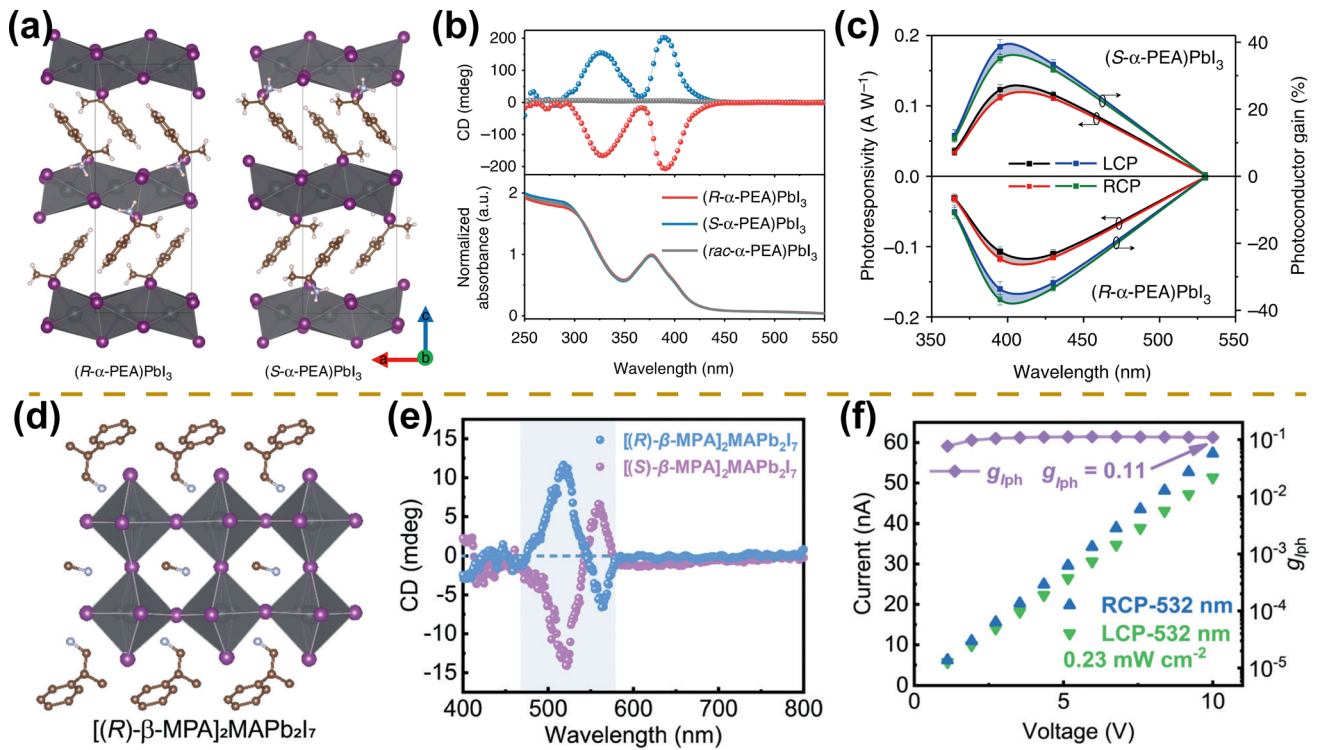 (a)
c
a
b
(R-α-PEA)PbI₃
(S-α-PEA)PbI₃
(b)
CD (mdeg)
200
100
0
−100
−200
Normalized
absorbance (a.u.)
2
1
0
(R-α-PEA)PbI₃
(S-α-PEA)PbI₃
(rac-α-PEA)PbI₃
250 300 350 400 450 500 550
Wavelength (nm)
(c)
Photoresponsivity (A W⁻¹)
0.2
0.1
0.0
−0.1
−0.2
(S-α-PEA)PbI₃
LCP
RCP
(R-α-PEA)PbI₃
40
20
0
−20
−40
Photoconductor gain (%)
350 400 450 500 550
Wavelength (nm)
(d)
[(R)-β-MPA]₂MAPb₂I₇
(e)
CD (mdeg)
15
10
5
0
-5
-10
-15
[(R)-β-MPA]₂MAPb₂I₇
[(S)-β-MPA]₂MAPb₂I₇
400 500 600 700 800
Wavelength (nm)
(f)
Current (nA)
60
50
40
30
20
10
0
gIph gIph = 0.11
RCP-532 nm
LCP-532 nm
0.23 mW cm⁻²
10⁻¹
10⁻²
10⁻³
10⁻⁴
10⁻⁵
gIph
0 5 10
Voltage (V)